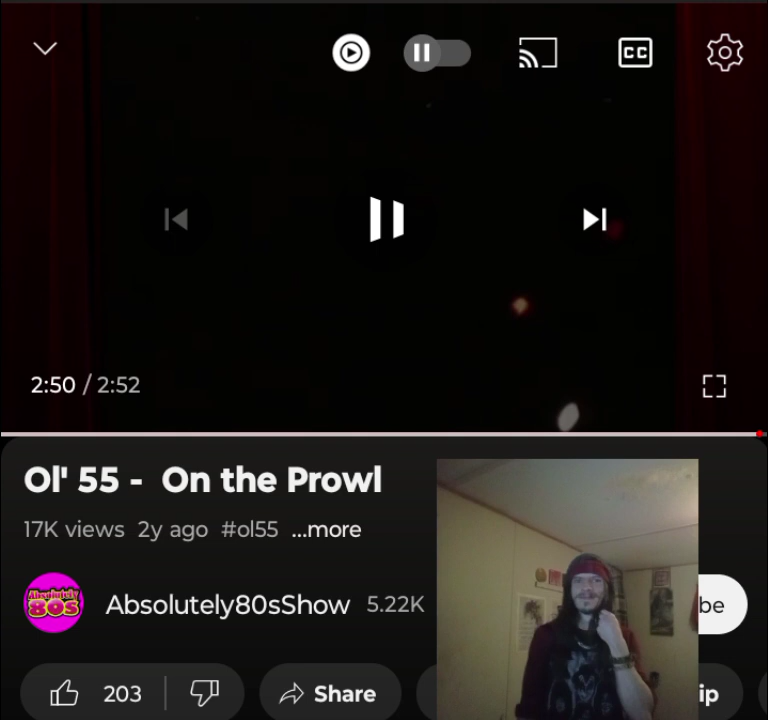 CC
2:50 / 2:52
Ol' 55 - On the Prowl
17K views 2y ago #ol55 ...more
Absolutely 80s
AbsolutelY80sShow 5.22K
be
203
Share
ip